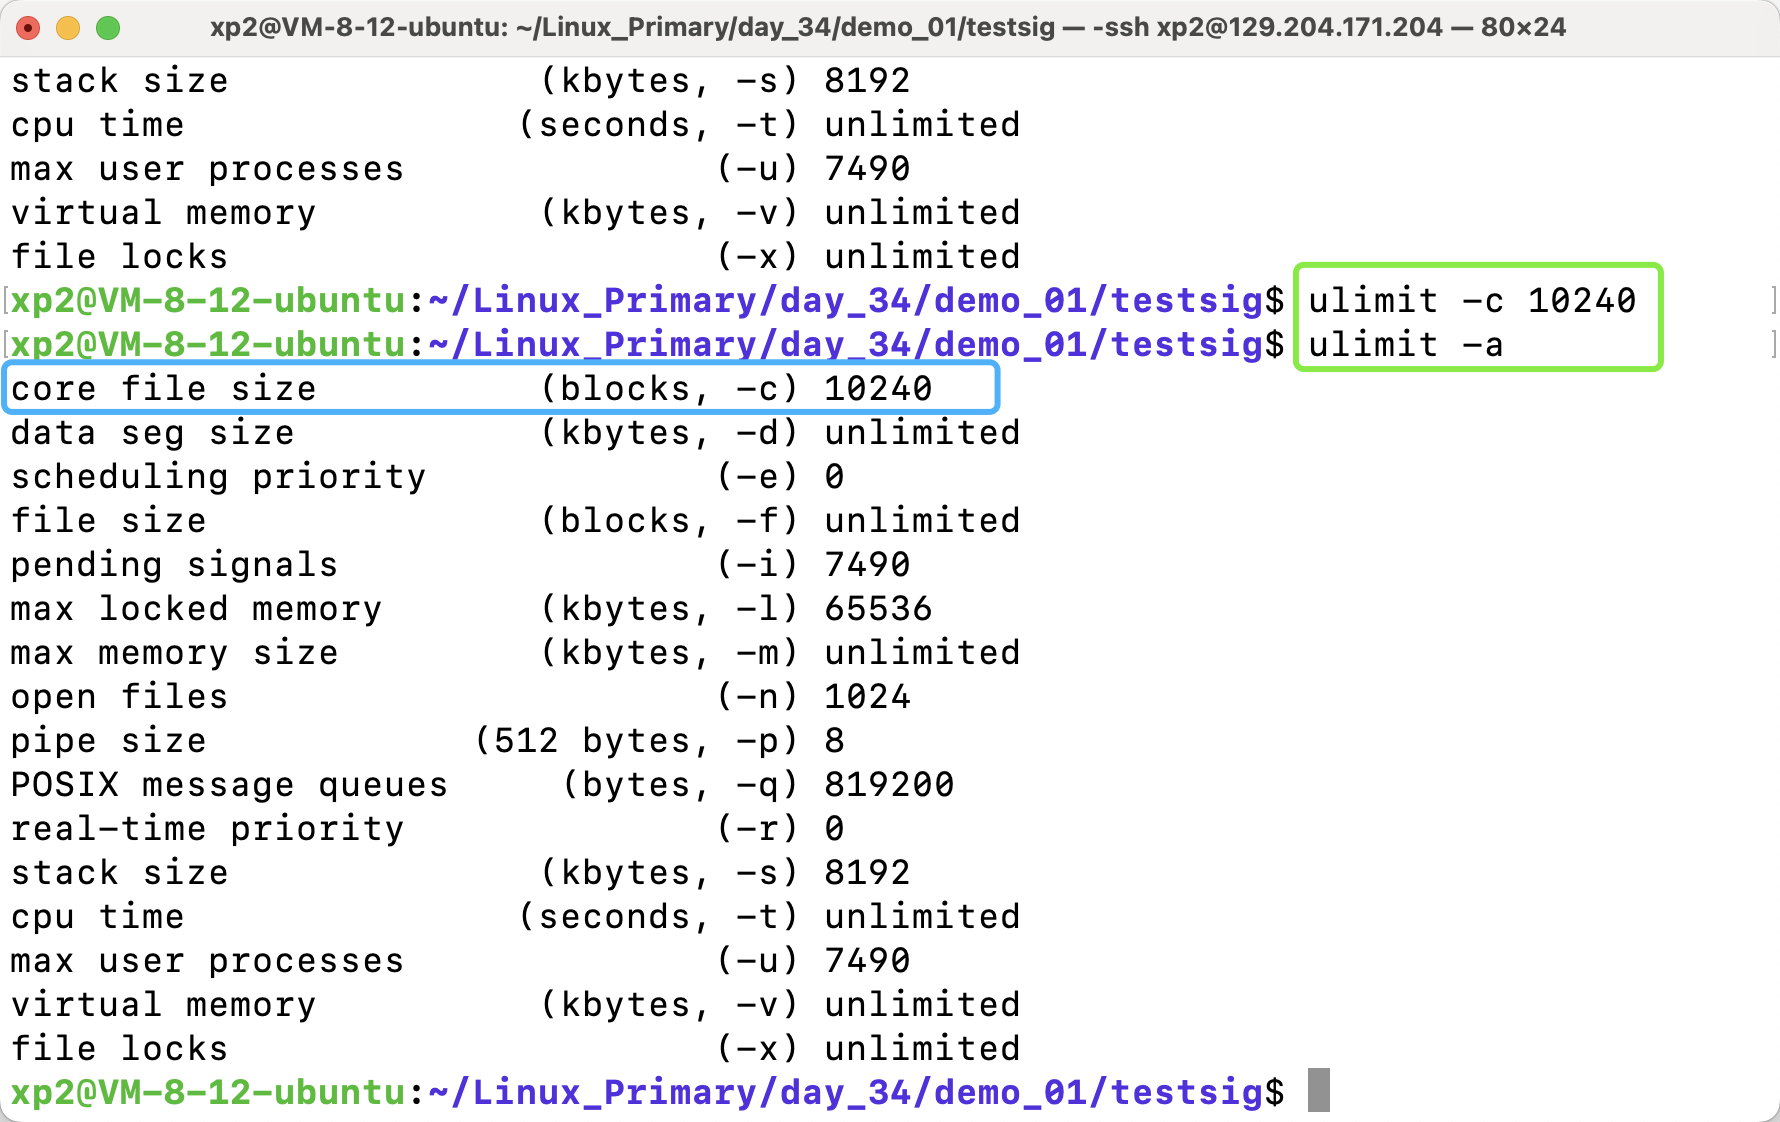 xp2@VM-8-12-ubuntu: ~/Linux_Primary/day_34/demo_01/testsig — -ssh xp2@129.204.171.204 — 80×24
stack size              (kbytes, -s) 8192
cpu time               (seconds, -t) unlimited
max user processes              (-u) 7490
virtual memory          (kbytes, -v) unlimited
file locks                      (-x) unlimited
[xp2@VM-8-12-ubuntu:~/Linux_Primary/day_34/demo_01/testsig$ ulimit -c 10240 ]
[xp2@VM-8-12-ubuntu:~/Linux_Primary/day_34/demo_01/testsig$ ulimit -a ]
core file size          (blocks, -c) 10240
data seg size           (kbytes, -d) unlimited
scheduling priority             (-e) 0
file size               (blocks, -f) unlimited
pending signals                 (-i) 7490
max locked memory       (kbytes, -l) 65536
max memory size         (kbytes, -m) unlimited
open files                      (-n) 1024
pipe size            (512 bytes, -p) 8
POSIX message queues     (bytes, -q) 819200
real-time priority              (-r) 0
stack size              (kbytes, -s) 8192
cpu time               (seconds, -t) unlimited
max user processes              (-u) 7490
virtual memory          (kbytes, -v) unlimited
file locks                      (-x) unlimited
xp2@VM-8-12-ubuntu:~/Linux_Primary/day_34/demo_01/testsig$